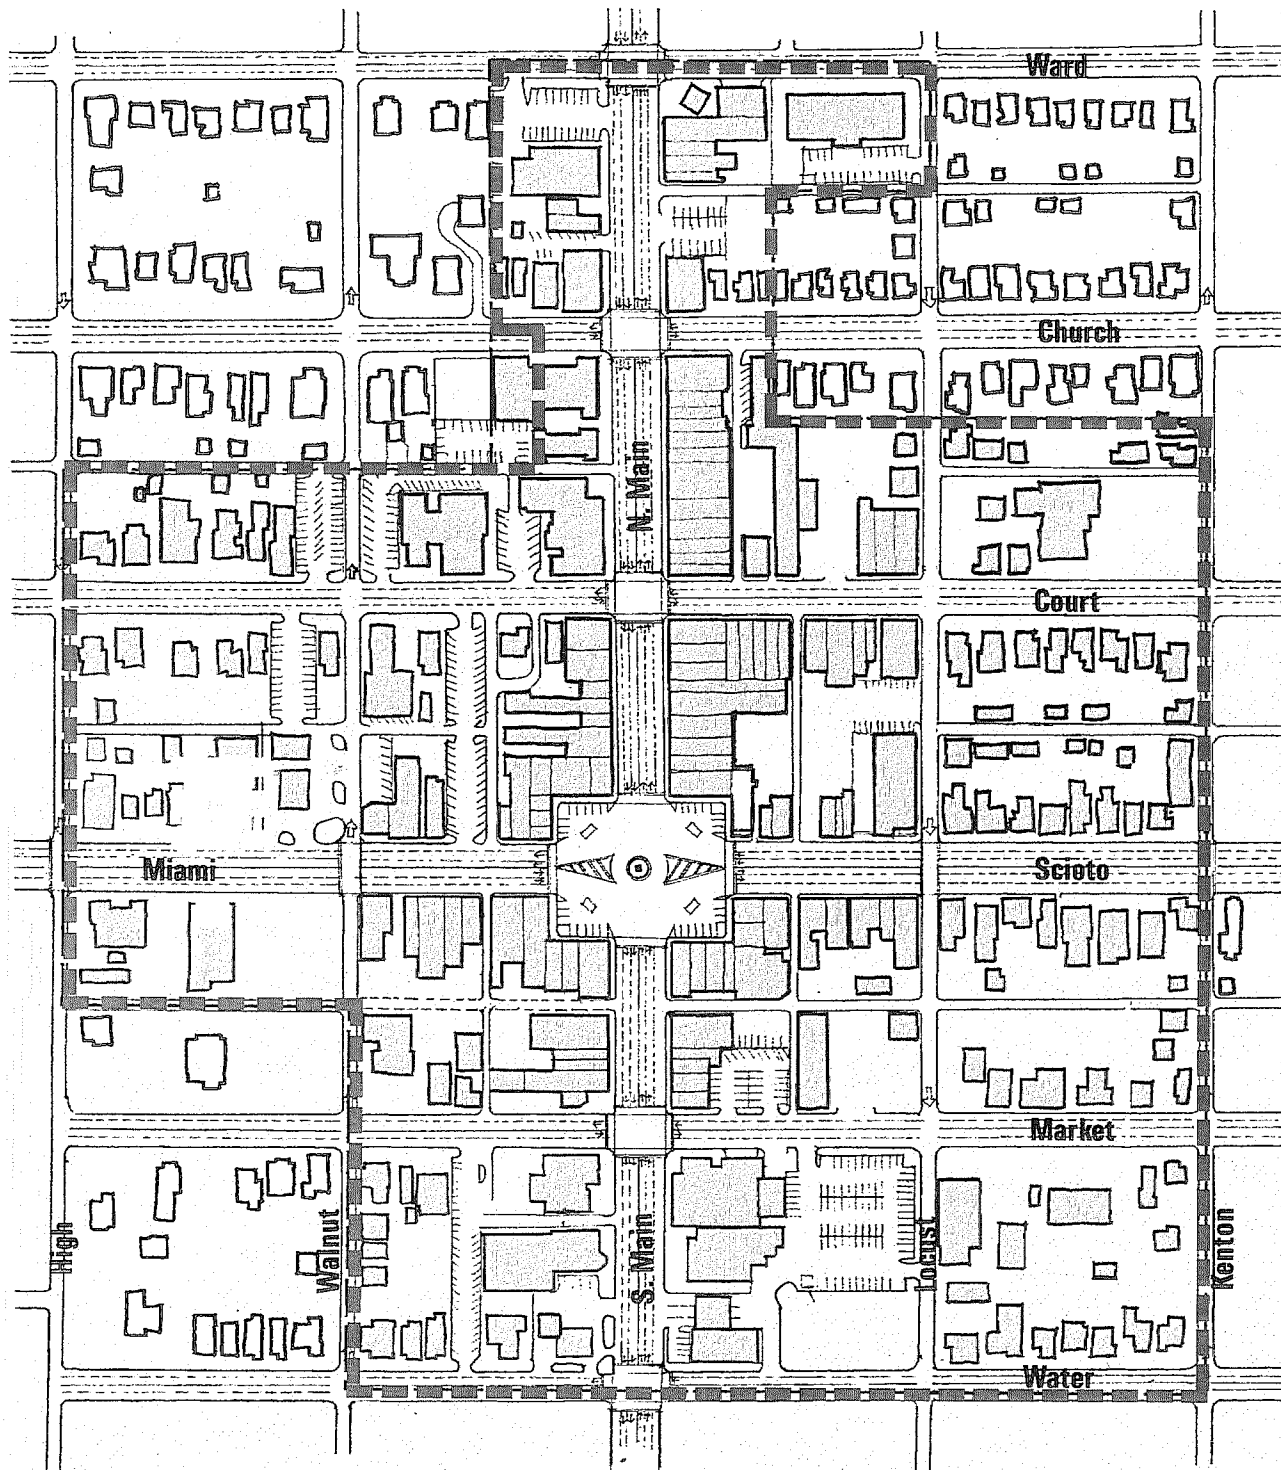 Ward
Church
N. Main
Court
Miami
Scioto
Market
High
Walnut
S. Main
Locust
Kenton
Water